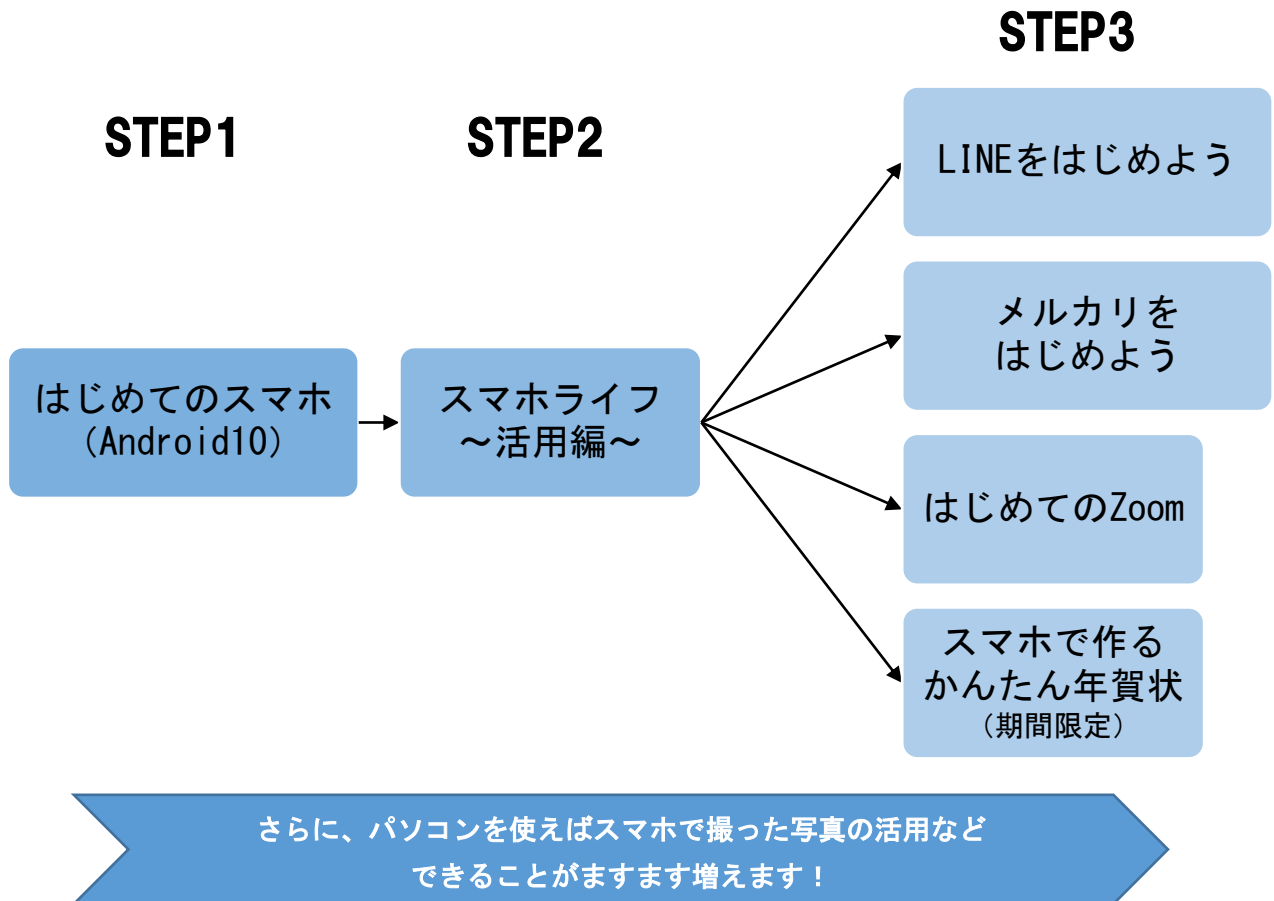 STEP1
STEP2
STEP3
はじめてのスマホ
(Android10)
スマホライフ
～活用編～
LINEをはじめよう
メルカリを
はじめよう
はじめてのZoom
スマホで作る
かんたん年賀状
(期間限定)
さらに、パソコンを使えばスマホで撮った写真の活用など
できることがますます増えます！